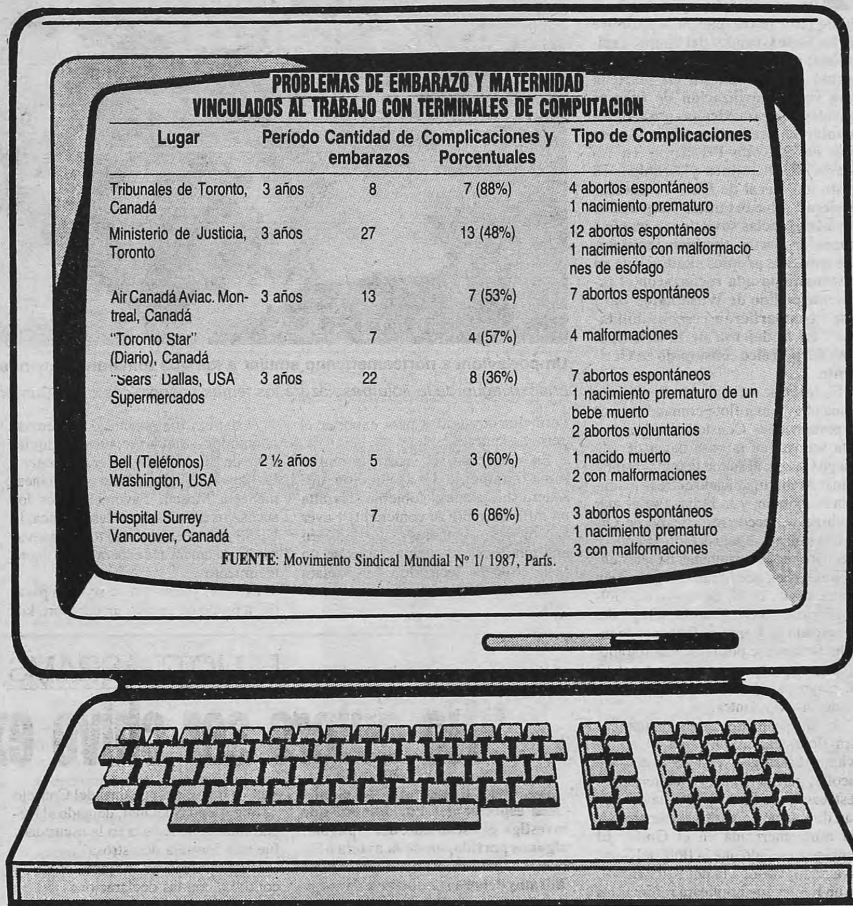 PROBLEMAS DE EMBARAZO Y MATERNIDAD
VINCULADOS AL TRABAJO CON TERMINALES DE COMPUTACION
Lugar Período Cantidad de embarazos Complicaciones y Porcentuales Tipo de Complicaciones
Tribunales de Toronto, 3 años 8 7 (88%) 4 abortos espontáneos
Canadá 1 nacimiento prematuro
Ministerio de Justicia, 3 años 27 13 (48%) 12 abortos espontáneos
Toronto 1 nacimiento con malformacio
nes de esófago
Air Canadá Aviac. Mon- 3 años 13 7 (53%) 7 abortos espontáneos
treal, Canadá
"Toronto Star" 7 4 (57%) 4 malformaciones
(Diario), Canadá
"Sears" Dallas, USA 3 años 22 8 (36%) 7 abortos espontáneos
Supermercados 1 nacimiento prematuro de un
bebe muerto
2 abortos voluntarios
Bell (Teléfonos) 2 ½ años 5 3 (60%) 1 nacido muerto
Washington, USA 2 con malformaciones
Hospital Surrey 7 6 (86%) 3 abortos espontáneos
Vancouver, Canadá 1 nacimiento prematuro
3 con malformaciones
FUENTE: Movimiento Sindical Mundial Nº 1/ 1987, París.